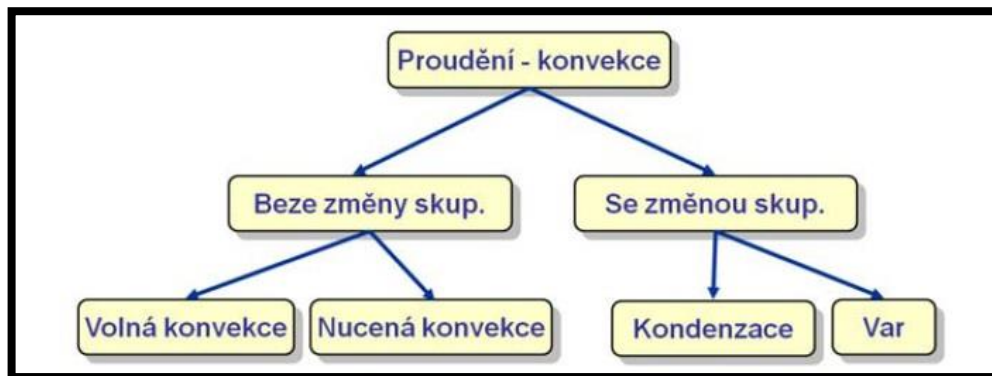 Proudění - konvekce
Beze změny skup.
Se změnou skup.
Volná konvekce
Nucená konvekce
Kondenzace
Var